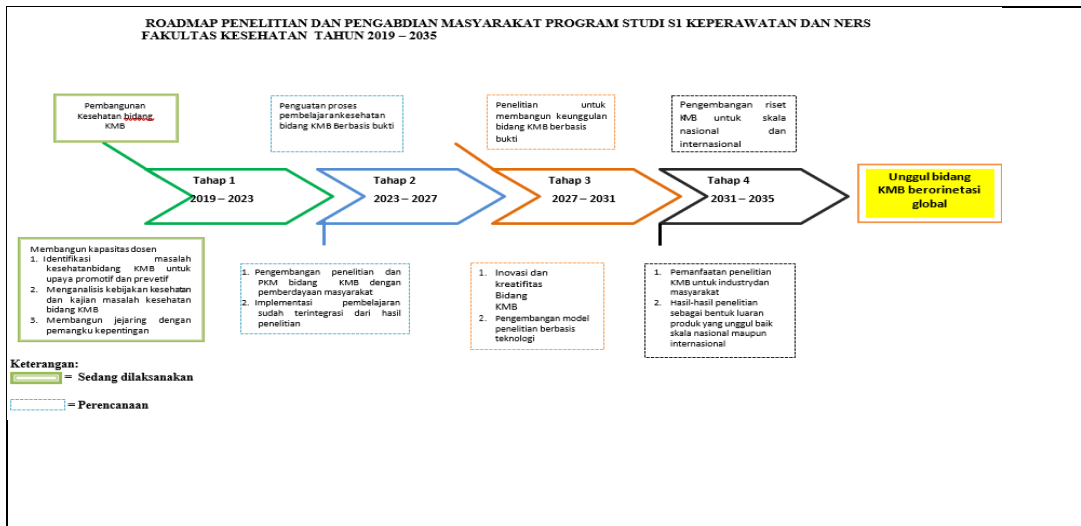 ROADMAP PENELITIAN DAN PENGABDIAN MASYARAKAT PROGRAM STUDI S1 KEPERAWATAN DAN NERS
FAKULTAS KESEHATAN TAHUN 2019 – 2035
Pembangunan
Kesehatan bidang
KMB
Penguatan proses
pembelajarankesehatan
bidang KMB Berbasis bukti
Penelitian untuk
membangun keunggulan
bidang KMB berbasis
bukti
Pengembangan riset
KMB untuk skala
nasional dan
internasional
Tahap 1
2019 – 2023
Tahap 2
2023 – 2027
Tahap 3
2027 – 2031
Tahap 4
2031 – 2035
Unggul bidang
KMB berorinetasi
global
Membangun kapasitas dosen
1. Identifikasi masalah
kesehatanbidang KMB untuk
upaya promotif dan prevetif
2. Menganalisis kebijakan kesehatan
dan kajian masalah kesehatan
bidang KMB
3. Membangun jejaring dengan
pemangku kepentingan
1. Pengembangan penelitian dan
PKM bidang KMB dengan
pemberdayaan masyarakat
2. Implementasi pembelajaran
sudah terintegrasi dari hasil
penelitian
1. Inovasi dan
kreatifitas
Bidang
KMB
2. Pengembangan model
penelitian berbasis
teknologi
1. Pemanfaatan penelitian
KMB untuk industrydan
masyarakat
2. Hasil-hasil penelitian
sebagai bentuk luaran
produk yang unggul baik
skala nasional maupun
internasional
Keterangan:
= Sedang dilaksanakan
= Perencanaan